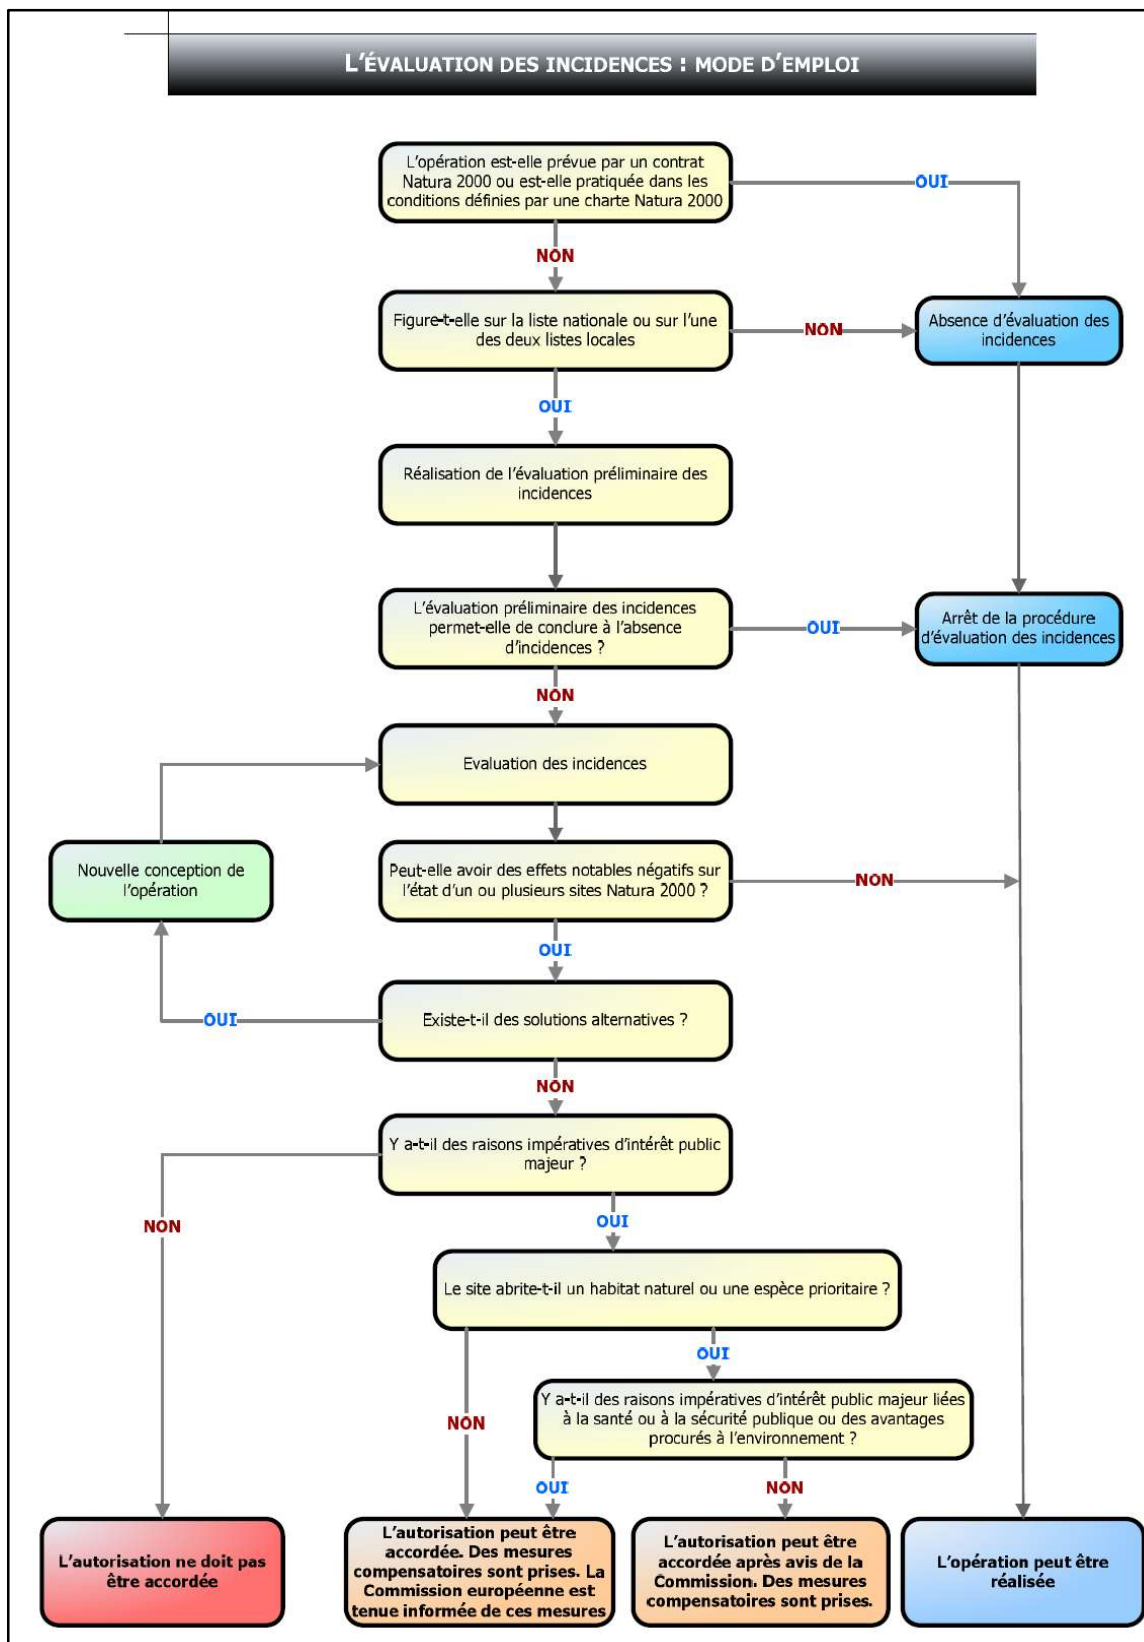 L'ÉVALUATION DES INCIDENCES : MODE D'EMPLOI
L'opération est-elle prévue par un contrat
Natura 2000 ou est-elle pratiquée dans les
conditions définies par une charte Natura 2000
OUI
NON
Figure-t-elle sur la liste nationale ou sur l'une
des deux listes locales
NON
Absence d'évaluation des
incidences
OUI
Réalisation de l'évaluation préliminaire des
incidences
L'évaluation préliminaire des incidences
permet-elle de conclure à l'absence
d'incidences ?
OUI
Arrêt de la procédure
d'évaluation des incidences
NON
Evaluation des incidences
Nouvelle conception de
l'opération
Peut-elle avoir des effets notables négatifs sur
l'état d'un ou plusieurs sites Natura 2000 ?
NON
OUI
OUI
Existe-t-il des solutions alternatives ?
NON
Y a-t-il des raisons impératives d'intérêt public
majeur ?
NON
OUI
Le site abrite-t-il un habitat naturel ou une espèce prioritaire ?
OUI
NON
Y a-t-il des raisons impératives d'intérêt public majeur liées
à la santé ou à la sécurité publique ou des avantages
procurés à l'environnement ?
OUI
NON
L'autorisation ne doit pas
être accordée
L'autorisation peut être
accordée. Des mesures
compensatoires sont prises. La
Commission européenne est
tenue informée de ces mesures
L'autorisation peut être
accordée après avis de la
Commission. Des mesures
compensatoires sont prises.
L'opération peut être
réalisée